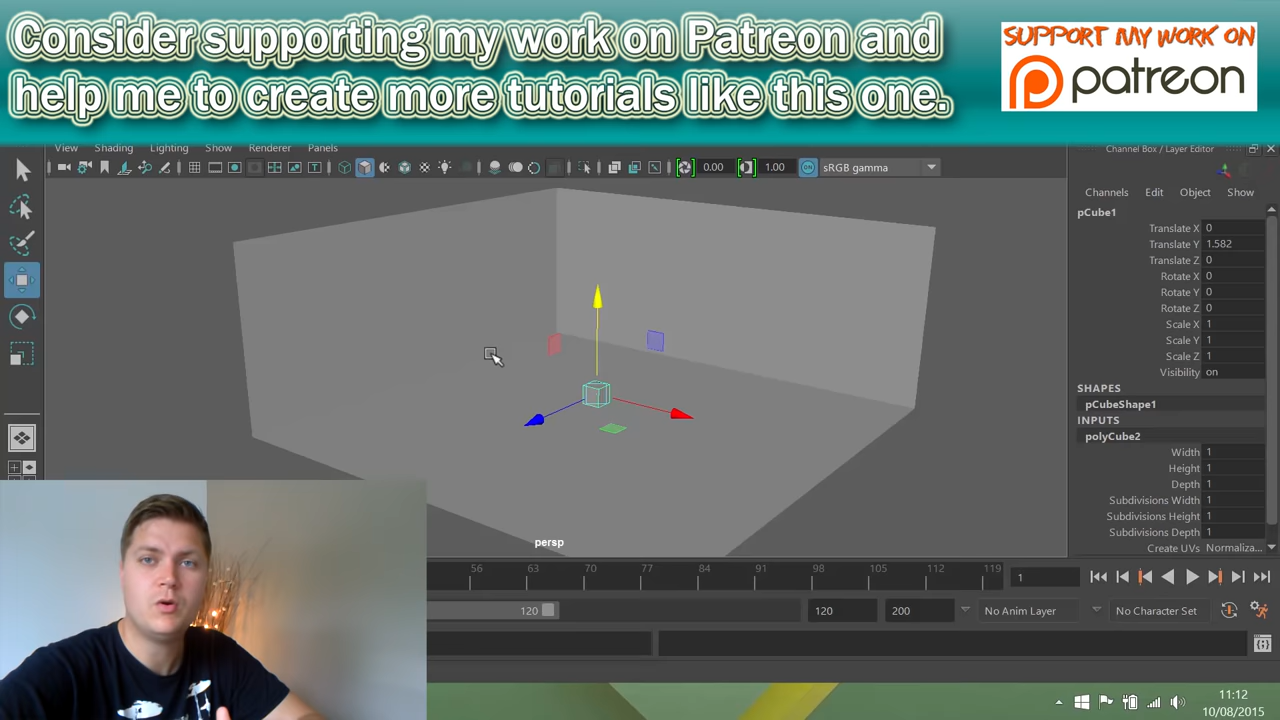 Consider supporting my work on Patreon and
help me to create more tutorials like this one.
SUPPORT MY WORK ON
patreon
View Shading Lighting Show Renderer Panels
Channel Box / Layer Editor
0.00 1.00 ON sRGB gamma
Channels Edit Object Show
pCube1
Translate X 0
Translate Y 1.582
Translate Z 0
Rotate X 0
Rotate Y 0
Rotate Z 0
Scale X 1
Scale Y 1
Scale Z 1
Visibility on
SHAPES
pCubeShape1
INPUTS
polyCube2
Width 1
Height 1
Depth 1
Subdivisions Width 1
Subdivisions Height 1
Subdivisions Depth 1
Create UVs Normaliza...
persp
56 63 70 77 84 91 98 105 112 119 1
120 120 200 No Anim Layer No Character Set
11:12
10/08/2015